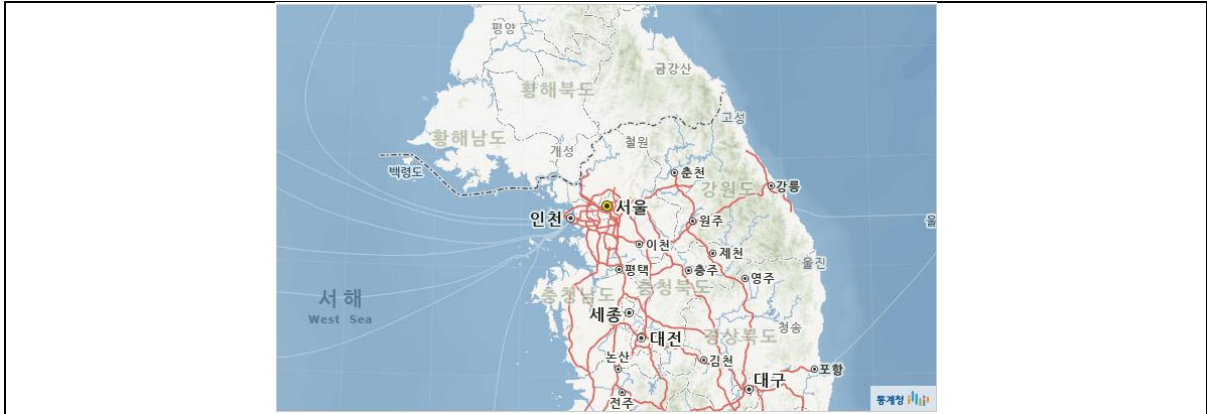 평양
금강산
황해북도
고성
황해남도
철원
개성
백령도
춘천
강원도
강릉
서울
인천
원주
울
이천
제천
울진
평택
충주
영주
충청남도
충청북도
서해
West Sea
세종
청송
경상북도
대전
논산
김천
포항
대구
전주
통계청